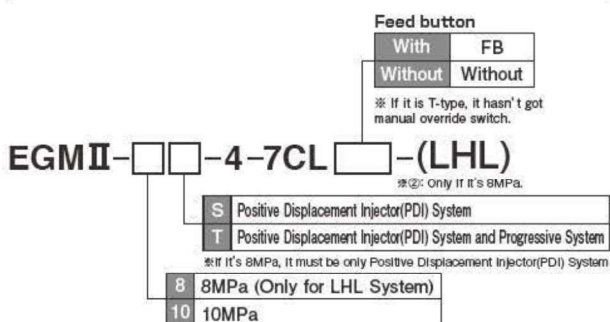 Feed button
With FB
Without Without
※ If it is T-type, it hasn't got
manual override switch.
EGMⅡ-□□-4-7CL□-(LHL)
※②: Only if it's 8MPa.
S Positive Displacement Injector(PDI) System
T Positive Displacement Injector(PDI) System and Progressive System
※If it's 8MPa, it must be only Positive Displacement Injector(PDI) System
8 8MPa (Only for LHL System)
10 10MPa